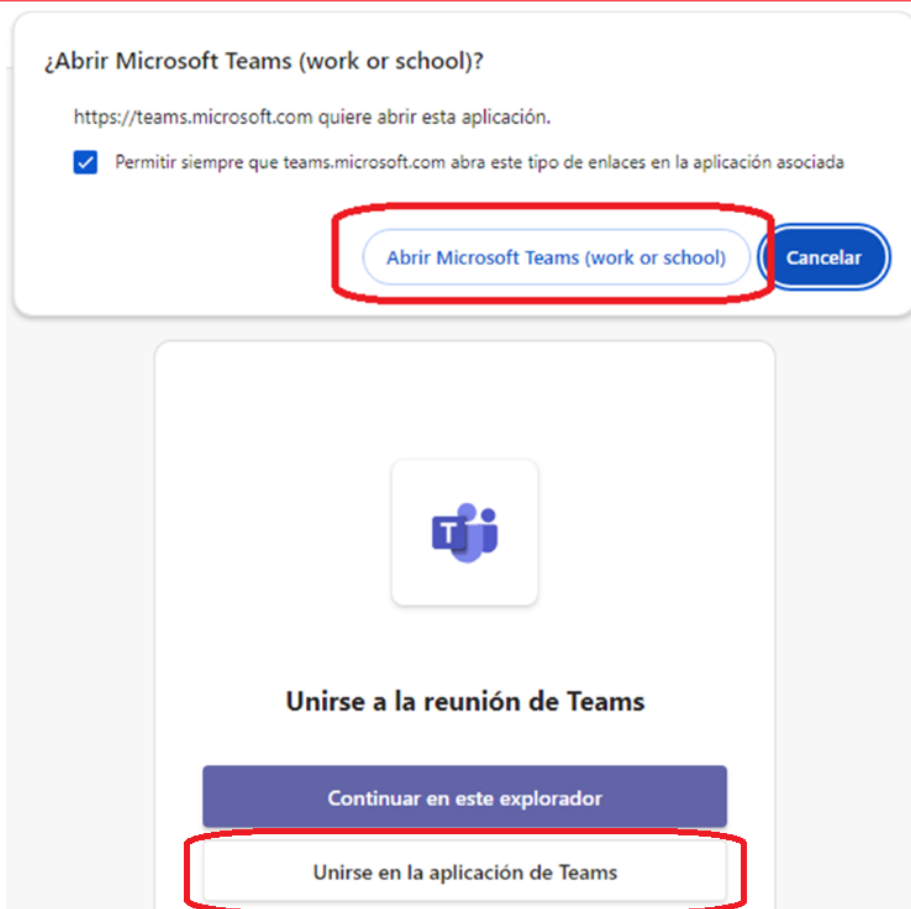 ¿Abrir Microsoft Teams (work or school)?
https://teams.microsoft.com quiere abrir esta aplicación.
Permitir siempre que teams.microsoft.com abra este tipo de enlaces en la aplicación asociada
Abrir Microsoft Teams (work or school) Cancelar
T
Unirse a la reunión de Teams
Continuar en este explorador
Unirse en la aplicación de Teams